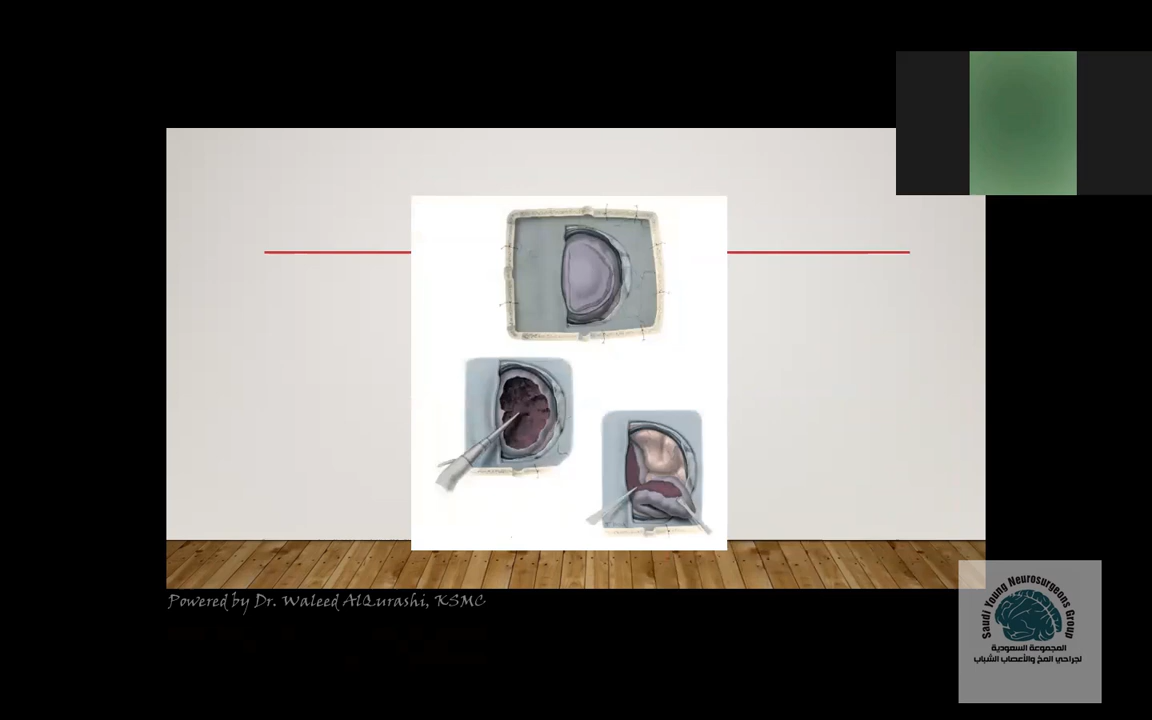 Powered by Dr. Waleed AlQurashi, KSMC
Saudi Young Neurosurgeons Group
المجموعة السعودية
لجراحي المخ والأعصاب الشباب